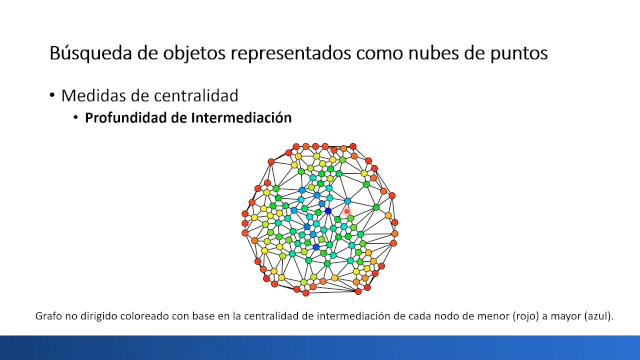 Búsqueda de objetos representados como nubes de puntos
• Medidas de centralidad
• Profundidad de Intermediación
Grafo no dirigido coloreado con base en la centralidad de intermediación de cada nodo de menor (rojo) a mayor (azul).